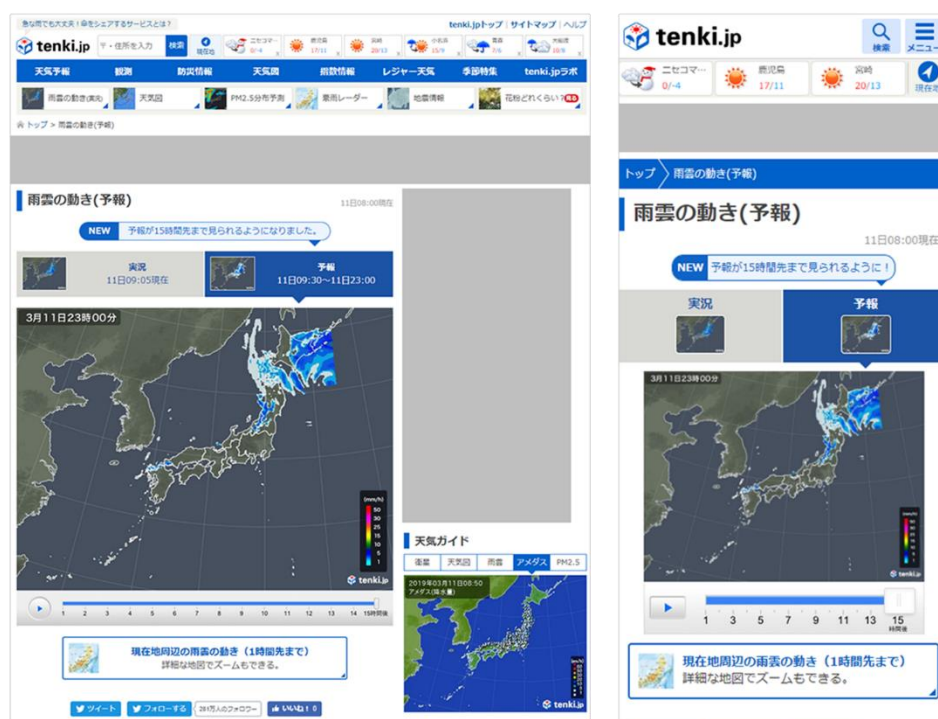 急な雨でも大丈夫！傘をシェアするサービスとは？
tenki.jpトップ | サイトマップ | ヘルプ
tenki.jp
〒・住所を入力 検索 現在地
ニセコマ… 0/-4
鹿児島 17/11
宮崎 20/13
天気予報 観測 防災情報 天気図 指数情報 レジャー天気 季節特集 tenki.jpラボ
雨雲の動き(実況) 天気図 PM2.5分布予測 豪雨レーダー 地震情報 花粉どれくらい?
トップ > 雨雲の動き(予報)
雨雲の動き(予報)
11日08:00現在
NEW 予報が15時間先まで見られるようになりました。
実況
11日09:05現在
予報
11日09:30～11日23:00
3月11日23時00分
(mm/h)
50
30
25
15
10
5
1
tenki.jp
1 2 3 4 5 6 7 8 9 10 11 12 13 14 15時間後
現在地周辺の雨雲の動き（1時間先まで）
詳細な地図でズームもできる。
ツイート フォローする いいね！0
天気ガイド
衛星 天気図 雨雲 アメダス PM2.5
2019年03月11日08:50
アメダス(降水量)
tenki.jp
tenki.jp
検索
メニュー
ニセコマ… 0/-4
鹿児島 17/11
宮崎 20/13
現在地
トップ 雨雲の動き(予報)
雨雲の動き(予報)
11日08:00現在
NEW 予報が15時間先まで見られるように！
実況
予報
3月11日23時00分
tenki.jp
1 3 5 7 9 11 13 15
時間後
現在地周辺の雨雲の動き（1時間先まで）
詳細な地図でズームもできる。